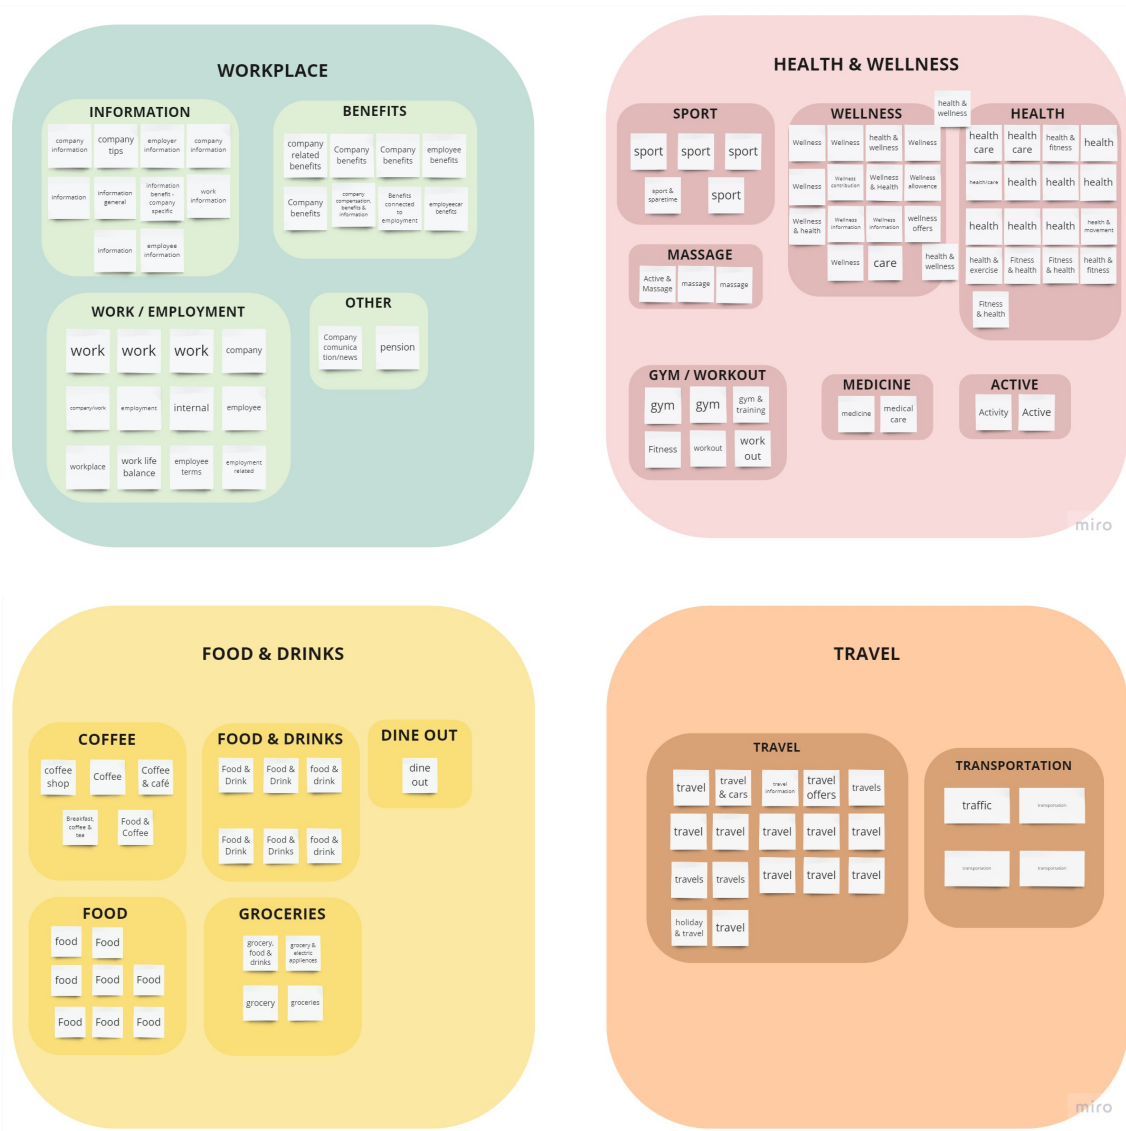 WORKPLACE
INFORMATION
company
information
company
tips
employer
information
company
information
information
information
general
information
benefit -
company
specific
work
information
information
employee
information
BENEFITS
company
related
benefits
Company
benefits
Company
benefits
employee
benefits
Company
benefits
company
compensation,
benefits &
information
Benefits
connected
to
employment
employeecar
benefits
WORK / EMPLOYMENT
work
work
work
company
company/work
employment
internal
employee
workplace
work life
balance
employee
terms
employment
related
OTHER
Company
comunica
tion/news
pension
HEALTH & WELLNESS
SPORT
sport
sport
sport
sport &
sparetime
sport
WELLNESS
Wellness
Wellness
health &
wellness
Wellness
Wellness
Wellness
contribution
Wellness
& Health
Wellness
allowence
Wellness
& health
Wellness
information
Wellness
information
wellness
offers
Wellness
care
health &
wellness
health &
wellness
HEALTH
health
care
health
care
health &
fitness
health
health/care
health
health
health
health
health
health
health &
movement
health &
exercise
Fitness
& health
Fitness
& health
health &
fitness
Fitness
& health
MASSAGE
Active &
Massage
massage
massage
GYM / WORKOUT
gym
gym
gym &
training
Fitness
workout
work
out
MEDICINE
medicine
medical
care
ACTIVE
Activity
Active
miro
FOOD & DRINKS
COFFEE
coffee
shop
Coffee
Coffee
& café
Breakfast,
coffee &
tea
Food &
Coffee
FOOD & DRINKS
Food &
Drink
Food &
Drink
food &
drink
Food &
Drink
Food &
Drinks
food &
drink
DINE OUT
dine
out
FOOD
food
Food
food
Food
Food
Food
Food
Food
GROCERIES
grocery,
food &
drinks
grocery &
electric
appliences
grocery
groceries
TRAVEL
TRAVEL
travel
travel
& cars
travel
information
travel
offers
travels
travel
travel
travel
travel
travel
travels
travels
travel
travel
travel
holiday
& travel
travel
TRANSPORTATION
traffic
transportation
transportation
transportation
miro